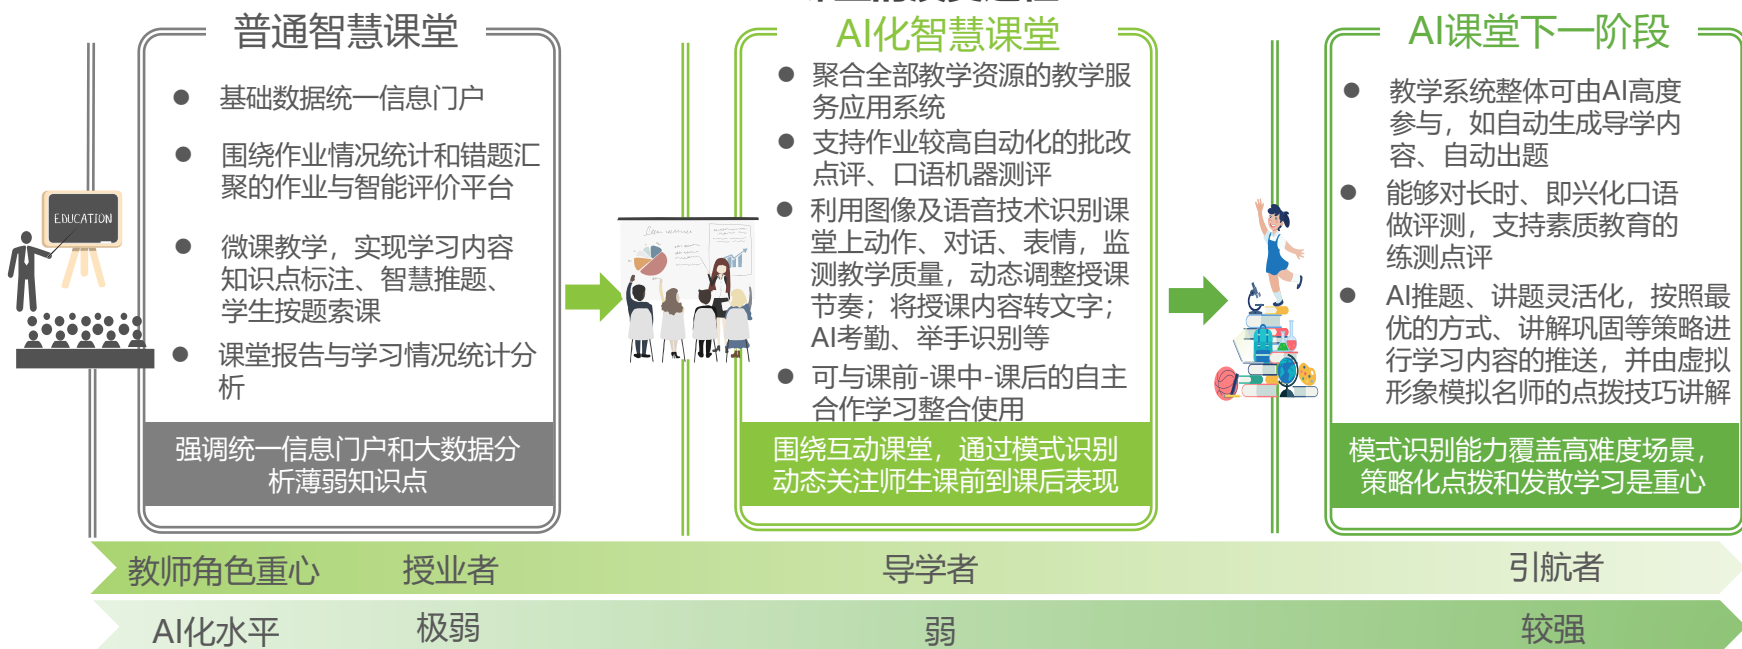 普通智慧课堂
基础数据统一信息门户
围绕作业情况统计和错题汇
聚的作业与智能评价平台
微课教学，实现学习内容
知识点标注、智慧推题、
学生按题索课
课堂报告与学习情况统计分
析
强调统一信息门户和大数据分
析薄弱知识点
EDUCATION
AI化智慧课堂
聚合全部教学资源的教学服
务应用系统
支持作业较高自动化的批改
点评、口语机器测评
利用图像及语音技术识别课
堂上动作、对话、表情，监
测教学质量，动态调整授课
节奏；将授课内容转文字；
AI考勤、举手识别等
可与课前-课中-课后的自主
合作学习整合使用
围绕互动课堂，通过模式识别
动态关注师生课前到课后表现
AI课堂下一阶段
教学系统整体可由AI高度
参与，如自动生成导学内
容、自动出题
能够对长时、即兴化口语
做评测，支持素质教育的
练测点评
AI推题、讲题灵活化，按照最
优的方式、讲解巩固等策略进
行学习内容的推送，并由虚拟
形象模拟名师的点拨技巧讲解
模式识别能力覆盖高难度场景，
策略化点拨和发散学习是重心
教师角色重心 授业者 导学者 引航者
AI化水平 极弱 弱 较强